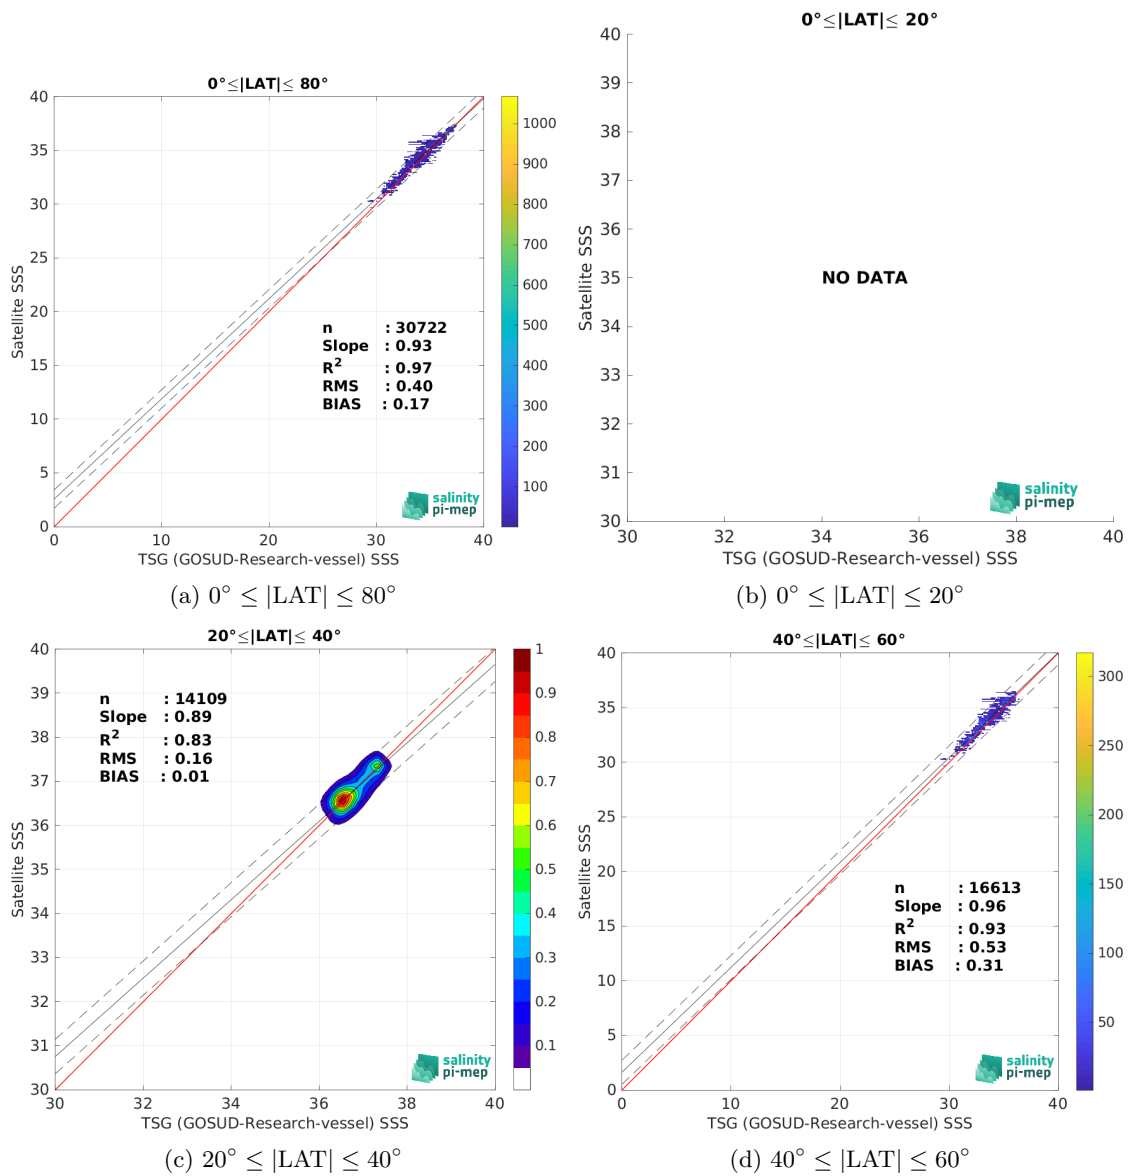 0°≤|LAT|≤ 80°
40
35
30
25
20
15
10
5
0
0
10
20
30
40
Satellite SSS
TSG (GOSUD-Research-vessel) SSS
n : 30722
Slope : 0.93
R2 : 0.97
RMS : 0.40
BIAS : 0.17
salinity
pi-mep
1000
900
800
700
600
500
400
300
200
100
(a) 0° ≤ |LAT| ≤ 80°
0°≤|LAT|≤ 20°
40
39
38
37
36
35
34
33
32
31
30
30
32
34
36
38
40
Satellite SSS
TSG (GOSUD-Research-vessel) SSS
NO DATA
salinity
pi-mep
(b) 0° ≤ |LAT| ≤ 20°
20°≤|LAT|≤ 40°
40
39
38
37
36
35
34
33
32
31
30
30
32
34
36
38
40
Satellite SSS
TSG (GOSUD-Research-vessel) SSS
n : 14109
Slope : 0.89
R2 : 0.83
RMS : 0.16
BIAS : 0.01
salinity
pi-mep
1
0.9
0.8
0.7
0.6
0.5
0.4
0.3
0.2
0.1
(c) 20° ≤ |LAT| ≤ 40°
40°≤|LAT|≤ 60°
40
35
30
25
20
15
10
5
0
0
10
20
30
40
Satellite SSS
TSG (GOSUD-Research-vessel) SSS
n : 16613
Slope : 0.96
R2 : 0.93
RMS : 0.53
BIAS : 0.31
salinity
pi-mep
300
250
200
150
100
50
(d) 40° ≤ |LAT| ≤ 60°